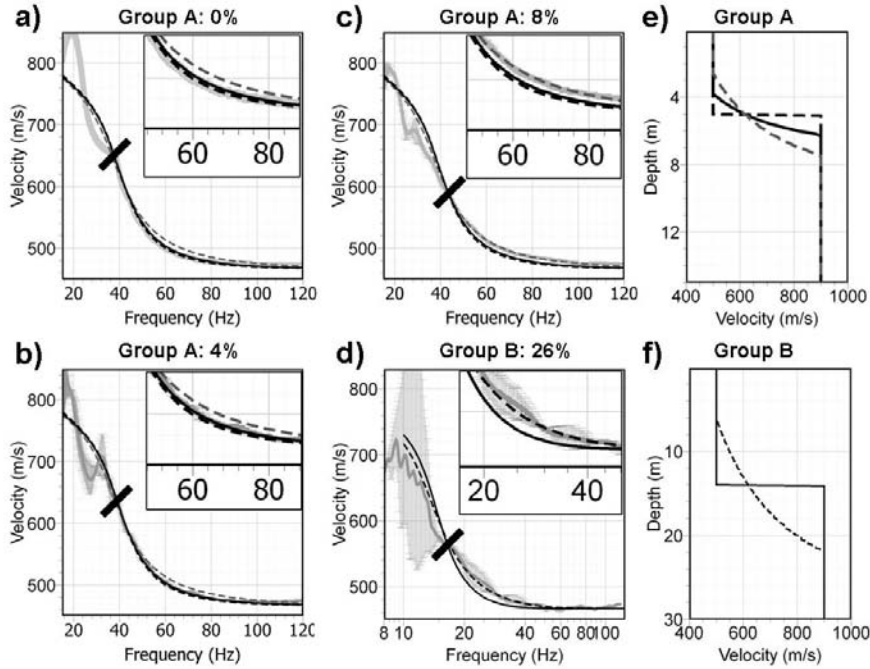 a) Group A: 0%
800
700
600
500
Velocity (m/s)
60 80
20 40 60 80 100 120
Frequency (Hz)
c) Group A: 8%
800
700
600
500
Velocity (m/s)
60 80
20 40 60 80 100 120
Frequency (Hz)
e) Group A
4
8
12
Depth (m)
400 600 800 1000
Velocity (m/s)
b) Group A: 4%
800
700
600
500
Velocity (m/s)
60 80
20 40 60 80 100 120
Frequency (Hz)
d) Group B: 26%
800
700
600
500
Velocity (m/s)
20 40
8 10 20 40 60 80100
Frequency (Hz)
f) Group B
10
20
30
Depth (m)
400 600 800 1000
Velocity (m/s)